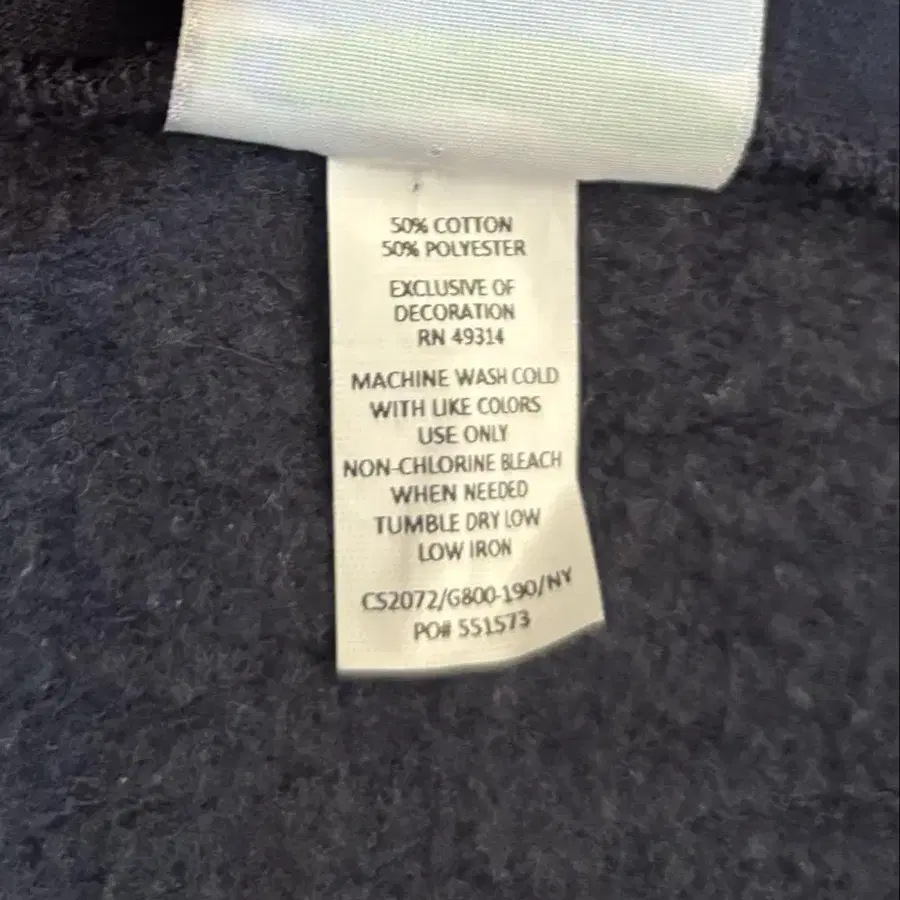 50% COTTON
50% POLYESTER
EXCLUSIVE OF
DECORATION
RN 49314
MACHINE WASH COLD
WITH LIKE COLORS
USE ONLY
NON-CHLORINE BLEACH
WHEN NEEDED
TUMBLE DRY LOW
LOW IRON
CS2072/G800-190/NY
PO# 551573